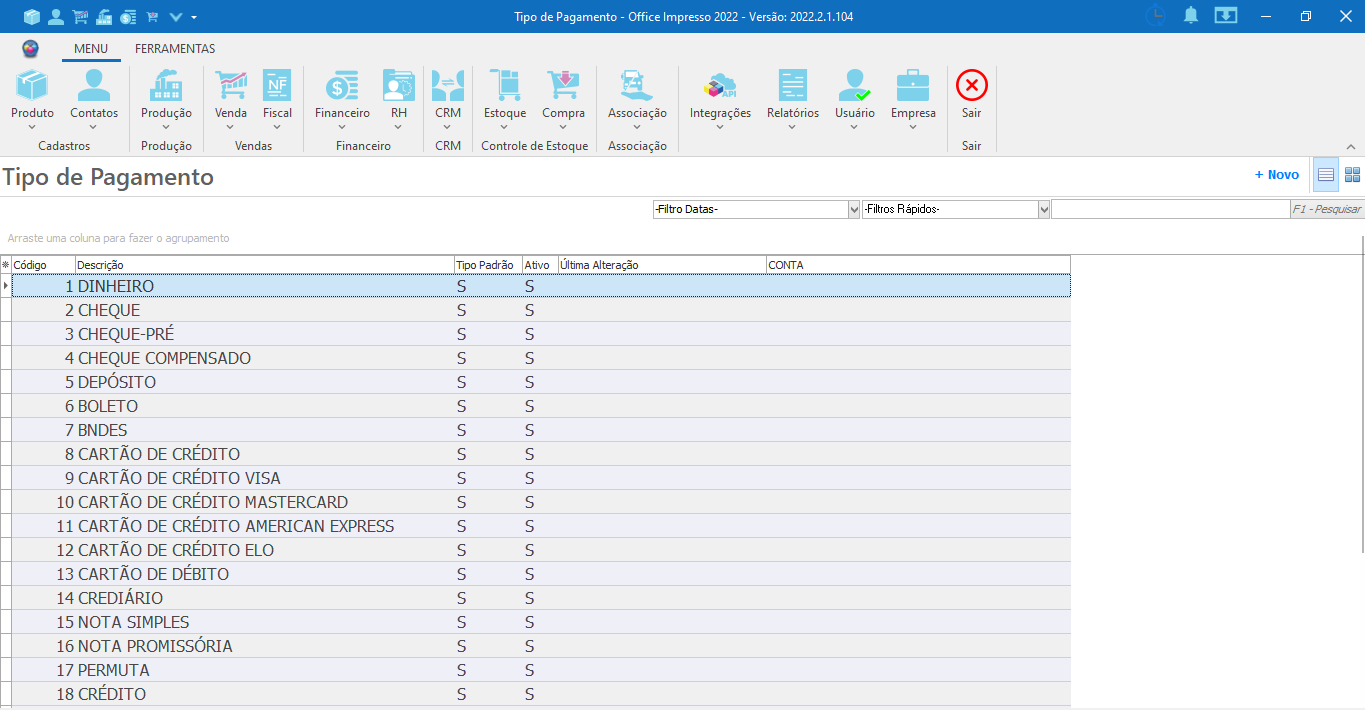 Tipo de Pagamento - Office Impresso 2022 - Versão: 2022.2.1.104
MENU FERRAMENTAS
NF API
Produto Contatos Produção Venda Fiscal Financeiro RH CRM Estoque Compra Associação Integrações Relatórios Usuário Empresa Sair
Cadastros Produção Vendas Financeiro CRM Controle de Estoque Associação Sair
Tipo de Pagamento + Novo
-Filtro Datas- -Filtros Rápidos- F1 - Pesquisar
Arraste uma coluna para fazer o agrupamento
Código Descrição Tipo Padrão Ativo Última Alteração CONTA
1 DINHEIRO S S
2 CHEQUE S S
3 CHEQUE-PRÉ S S
4 CHEQUE COMPENSADO S S
5 DEPÓSITO S S
6 BOLETO S S
7 BNDES S S
8 CARTÃO DE CRÉDITO S S
9 CARTÃO DE CRÉDITO VISA S S
10 CARTÃO DE CRÉDITO MASTERCARD S S
11 CARTÃO DE CRÉDITO AMERICAN EXPRESS S S
12 CARTÃO DE CRÉDITO ELO S S
13 CARTÃO DE DÉBITO S S
14 CREDIÁRIO S S
15 NOTA SIMPLES S S
16 NOTA PROMISSÓRIA S S
17 PERMUTA S S
18 CRÉDITO S S